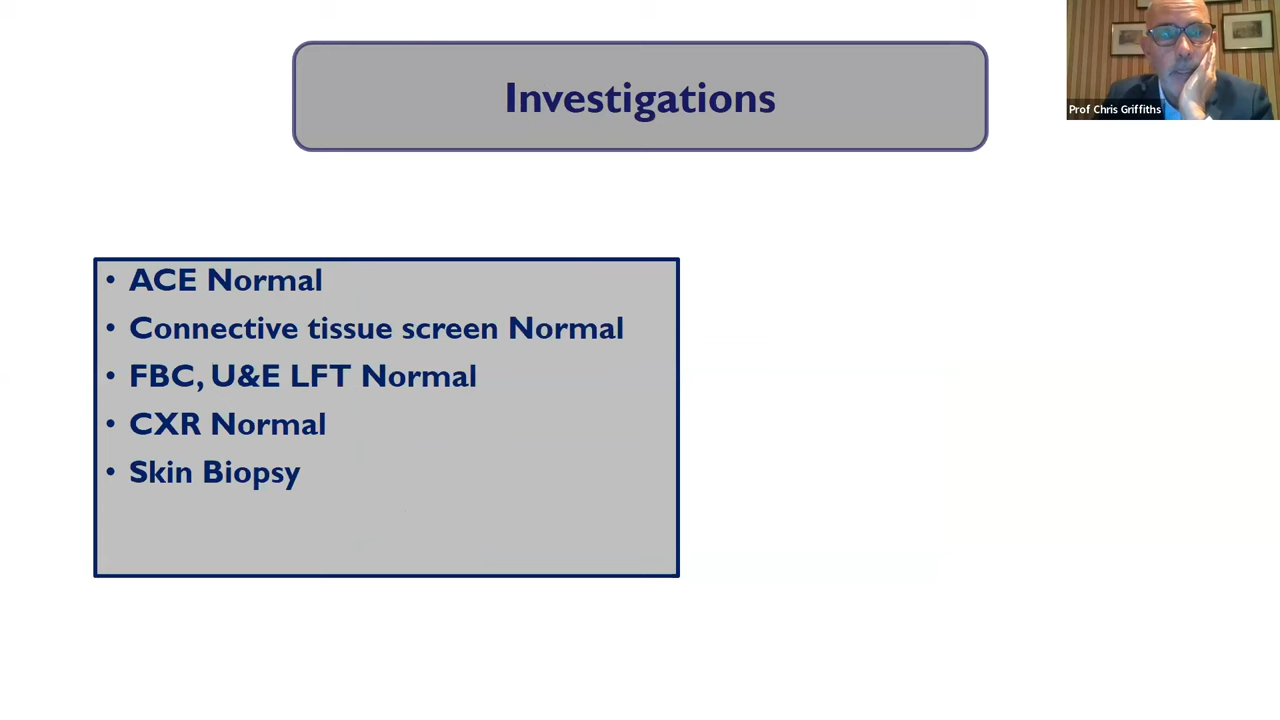 Investigations
Prof Chris Griffiths
• ACE Normal
• Connective tissue screen Normal
• FBC, U&E LFT Normal
• CXR Normal
• Skin Biopsy